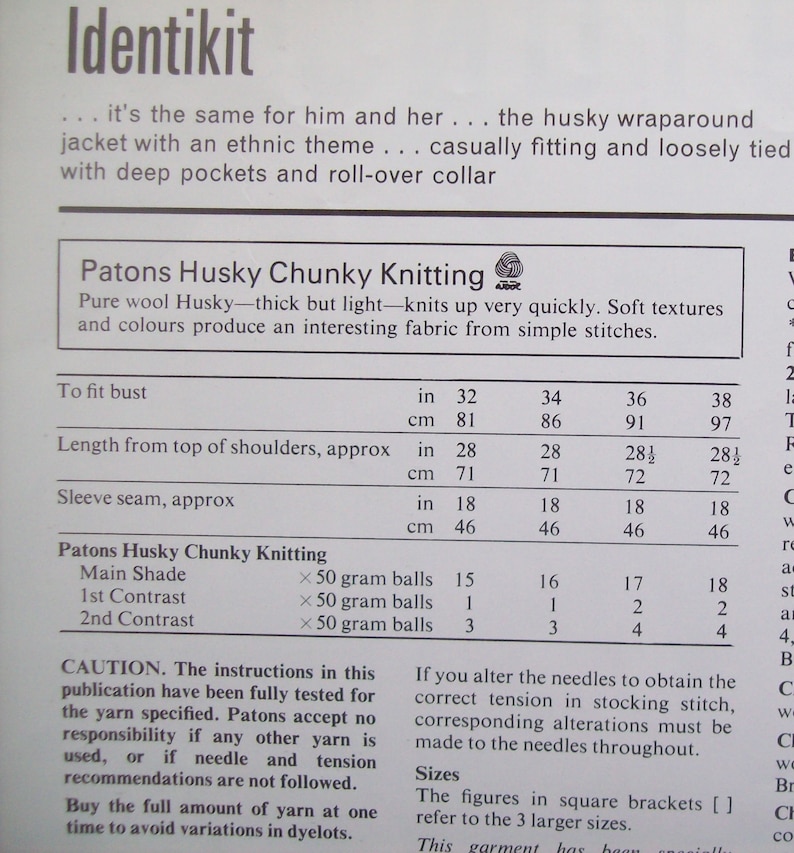 Identikit
. . . it's the same for him and her . . . the husky wraparound
jacket with an ethnic theme . . . casually fitting and loosely tied
with deep pockets and roll-over collar
Patons Husky Chunky Knitting
Pure wool Husky—thick but light—knits up very quickly. Soft textures
and colours produce an interesting fabric from simple stitches.
To fit bust in 32 34 36 38
cm 81 86 91 97
Length from top of shoulders, approx in 28 28 28½ 28½
cm 71 71 72 72
Sleeve seam, approx in 18 18 18 18
cm 46 46 46 46
Patons Husky Chunky Knitting
Main Shade × 50 gram balls 15 16 17 18
1st Contrast × 50 gram balls 1 1 2 2
2nd Contrast × 50 gram balls 3 3 4 4
CAUTION. The instructions in this
publication have been fully tested for
the yarn specified. Patons accept no
responsibility if any other yarn is
used, or if needle and tension
recommendations are not followed.
Buy the full amount of yarn at one
time to avoid variations in dyelots.
If you alter the needles to obtain the
correct tension in stocking stitch,
corresponding alterations must be
made to the needles throughout.
Sizes
The figures in square brackets [ ]
refer to the 3 larger sizes.
This garment has been specially